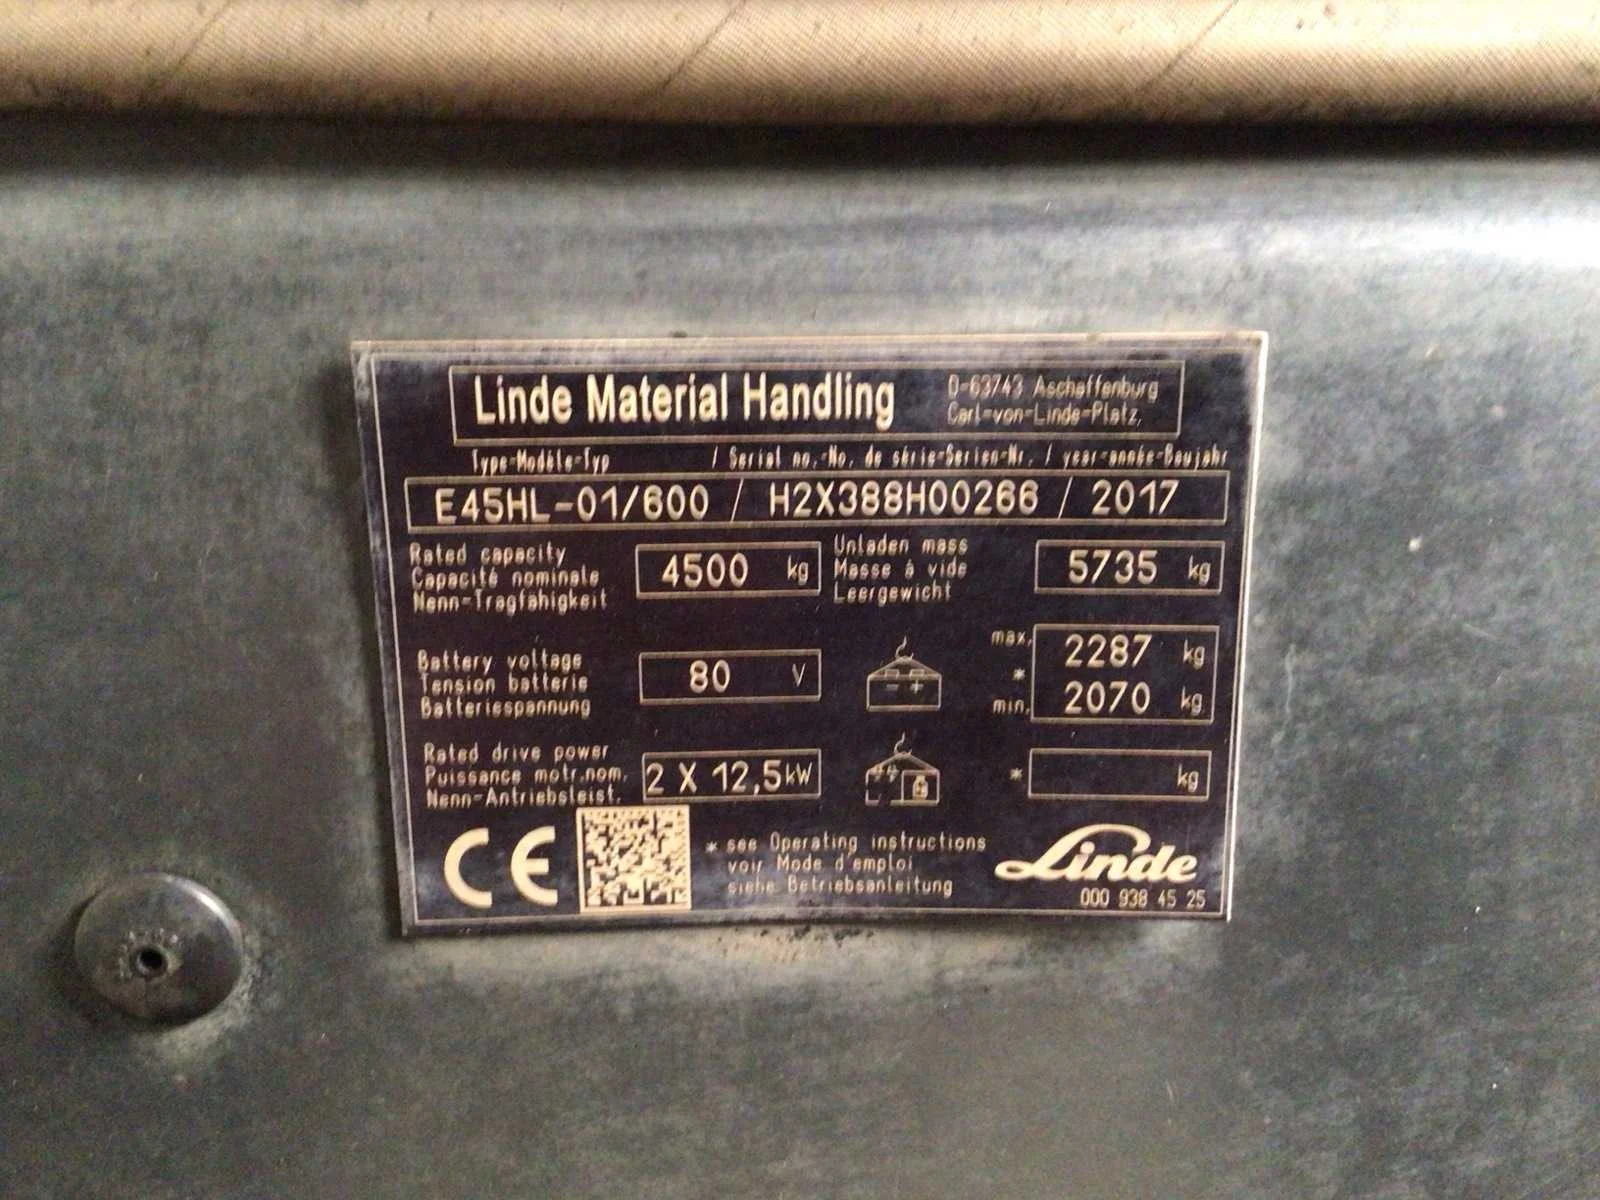 Linde Material Handling
D-63743 Aschaffenburg
Carl-von-Linde-Platz,
Type-Modèle-Typ / Serial no.-No. de série-Serien-Nr. / year-année-Baujahr
E45HL-01/600 / H2X388H00266 / 2017
Rated capacity
Capacité nominale
Nenn-Tragfähigkeit
4500 kg
Unladen mass
Masse à vide
Leergewicht
5735 kg
Battery voltage
Tension batterie
Batteriespannung
80 V
- +
max. 2287 kg
*
min. 2070 kg
Rated drive power
Puissance motr.nom.
Nenn-Antriebsleist.
2 X 12,5kW
* kg
CE
* see Operating instructions
voir Mode d'emploi
siehe Betriebsanleitung
Linde
000 938 45 25